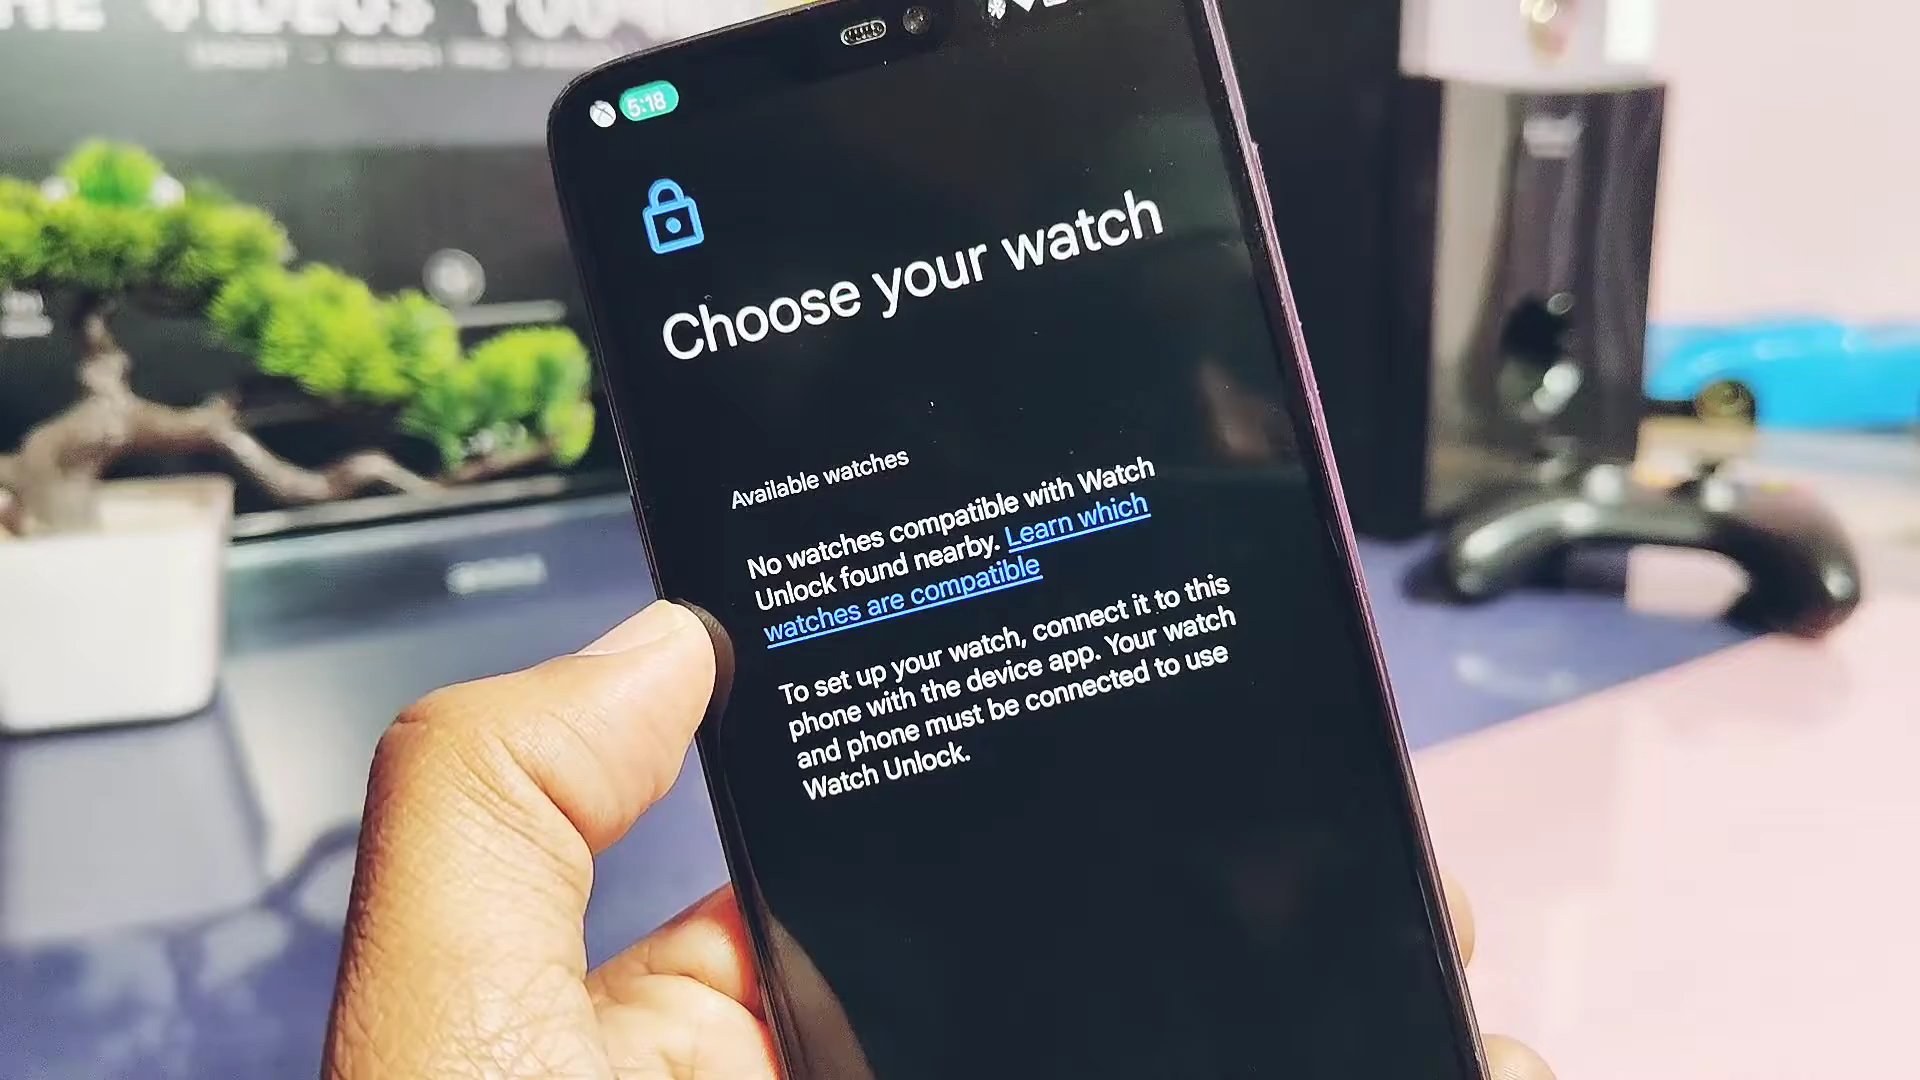 5:18
Choose your watch
Available watches
No watches compatible with Watch
Unlock found nearby. Learn which
watches are compatible
To set up your watch, connect it to this
phone with the device app. Your watch
and phone must be connected to use
Watch Unlock.